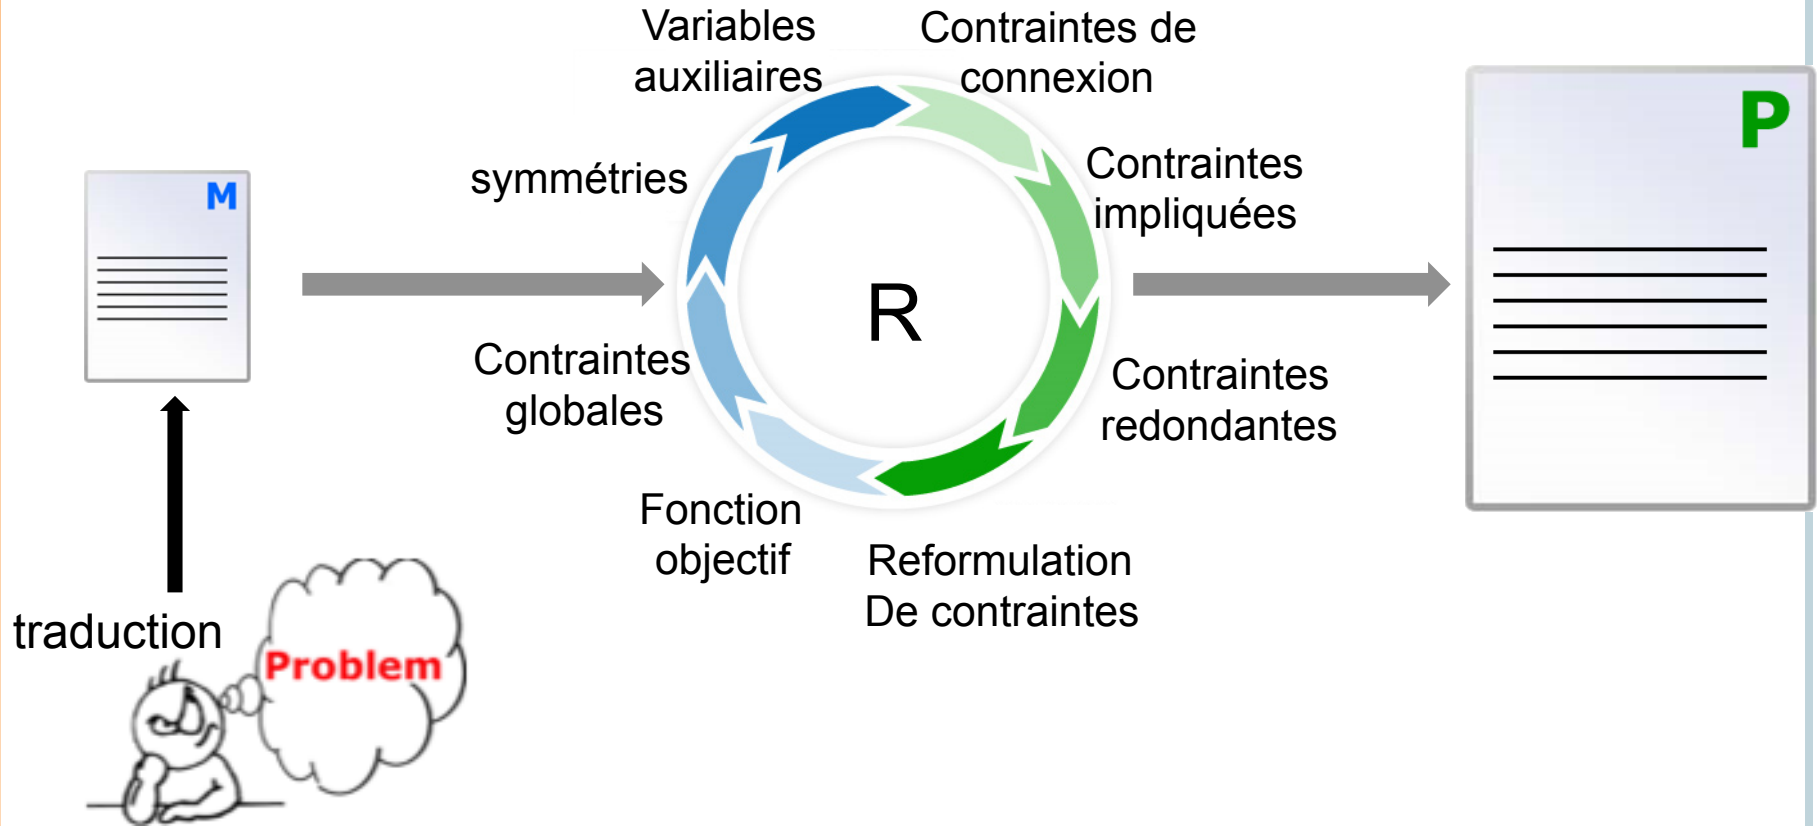 Variables
auxiliaires
Contraintes de
connexion
P
M
symmétries
Contraintes
impliquées
R
Contraintes
globales
Contraintes
redondantes
Fonction
objectif
Reformulation
De contraintes
traduction
Problem